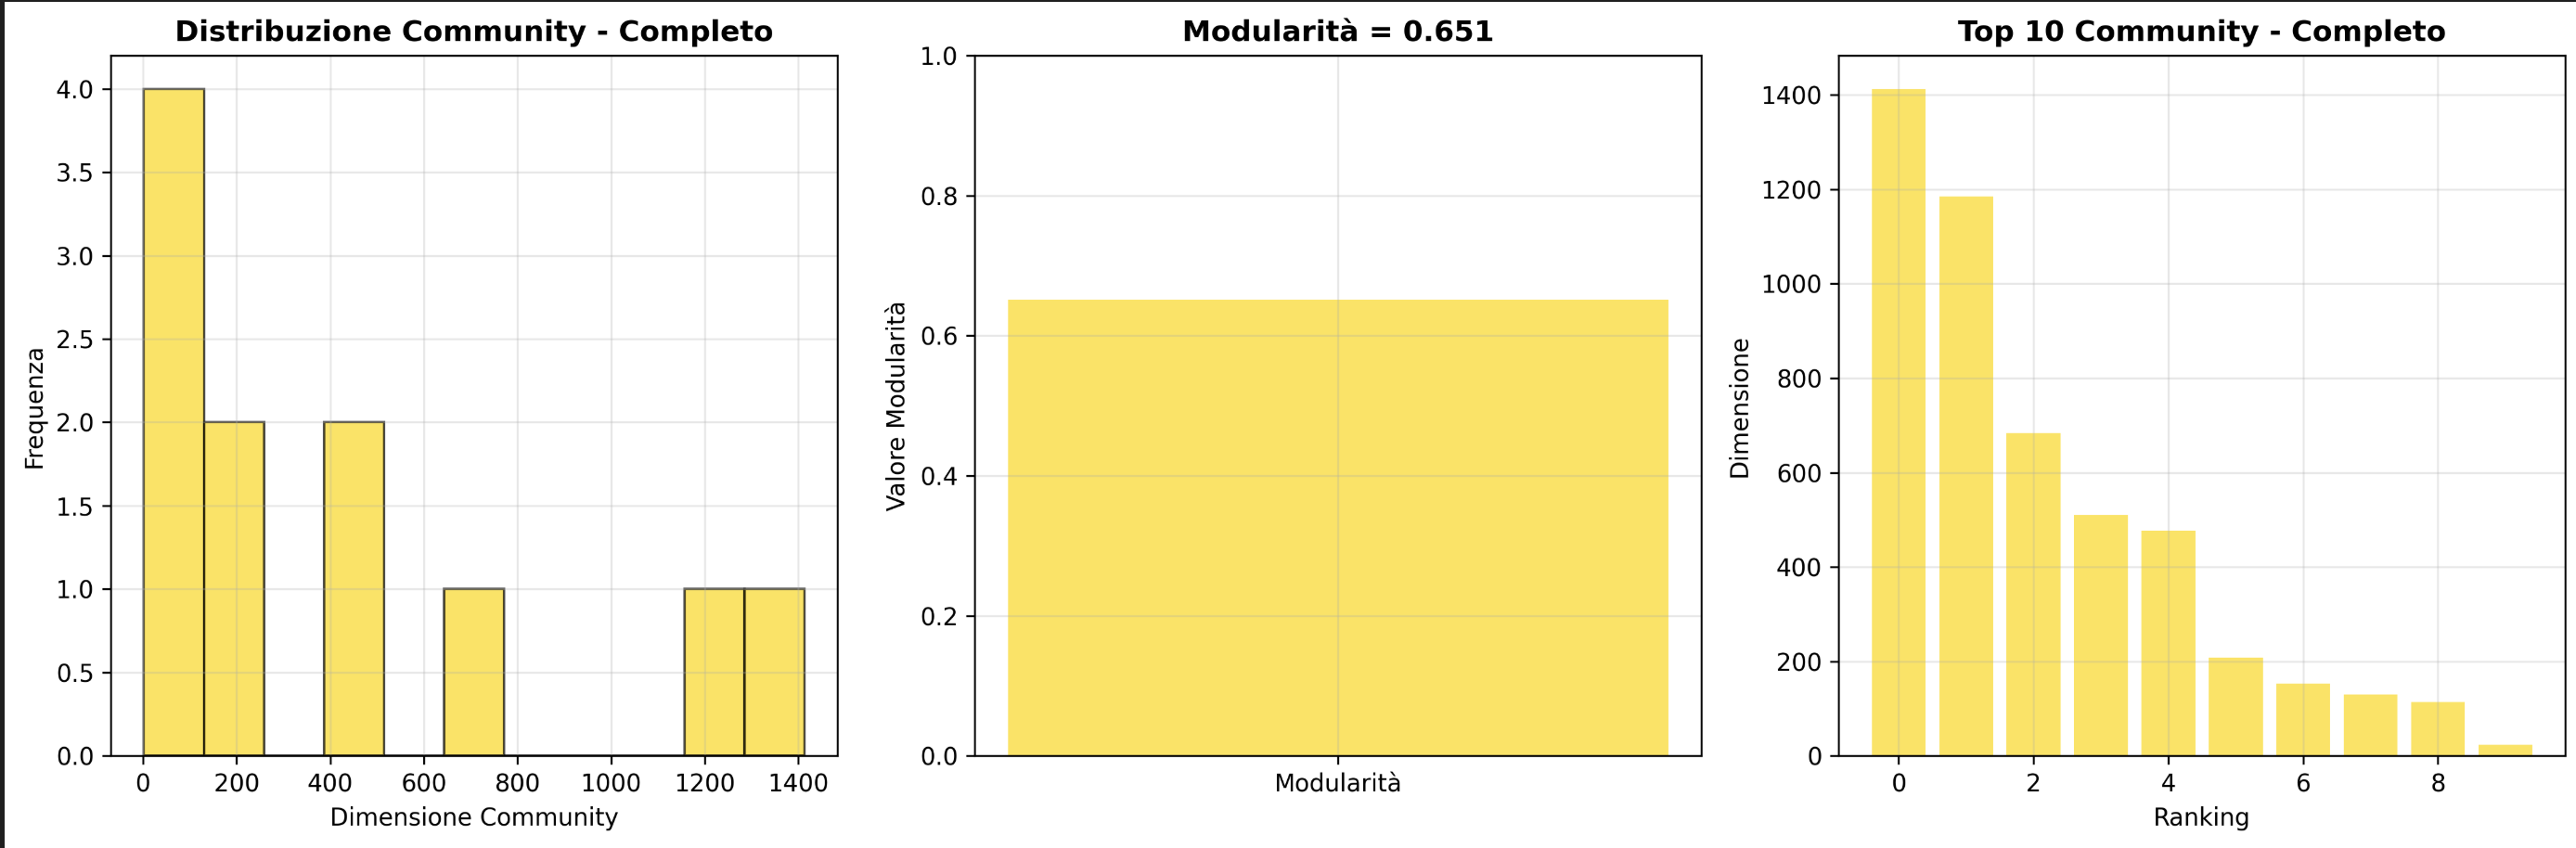 Distribuzione Community - Completo
4.0
3.5
3.0
2.5
2.0
1.5
1.0
0.5
0.0
Frequenza
0 200 400 600 800 1000 1200 1400
Dimensione Community
Modularità = 0.651
1.0
0.8
0.6
0.4
0.2
0.0
Valore Modularità
Modularità
Top 10 Community - Completo
1400
1200
1000
800
600
400
200
0
Dimensione
0 2 4 6 8
Ranking